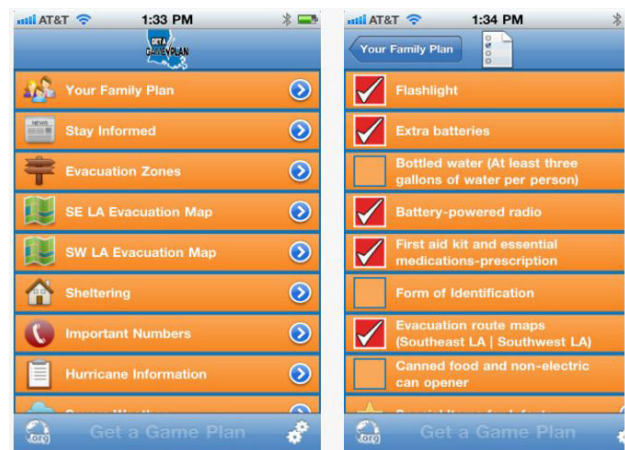 AT&T 1:33 PM
GET A
GAMEPLAN
Your Family Plan
NEWS
Stay Informed
Evacuation Zones
SE LA Evacuation Map
SW LA Evacuation Map
Sheltering
Important Numbers
Hurricane Information
.org Get a Game Plan
AT&T 1:34 PM
Your Family Plan
Flashlight
Extra batteries
Bottled water (At least three
gallons of water per person)
Battery-powered radio
First aid kit and essential
medications-prescription
Form of Identification
Evacuation route maps
(Southeast LA | Southwest LA)
Canned food and non-electric
can opener
.org Get a Game Plan